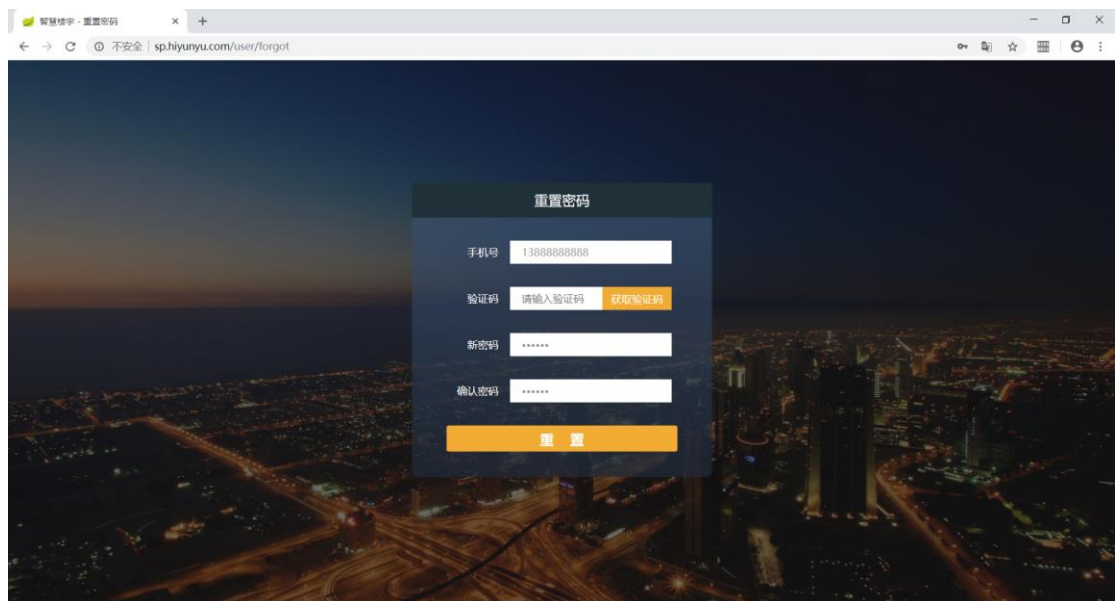 智慧楼宇 - 重置密码
不安全 | sp.hiyunyu.com/user/forgot
重置密码
手机号 13888888888
验证码 请输入验证码 获取验证码
新密码 ••••••
确认密码 ••••••
重 置